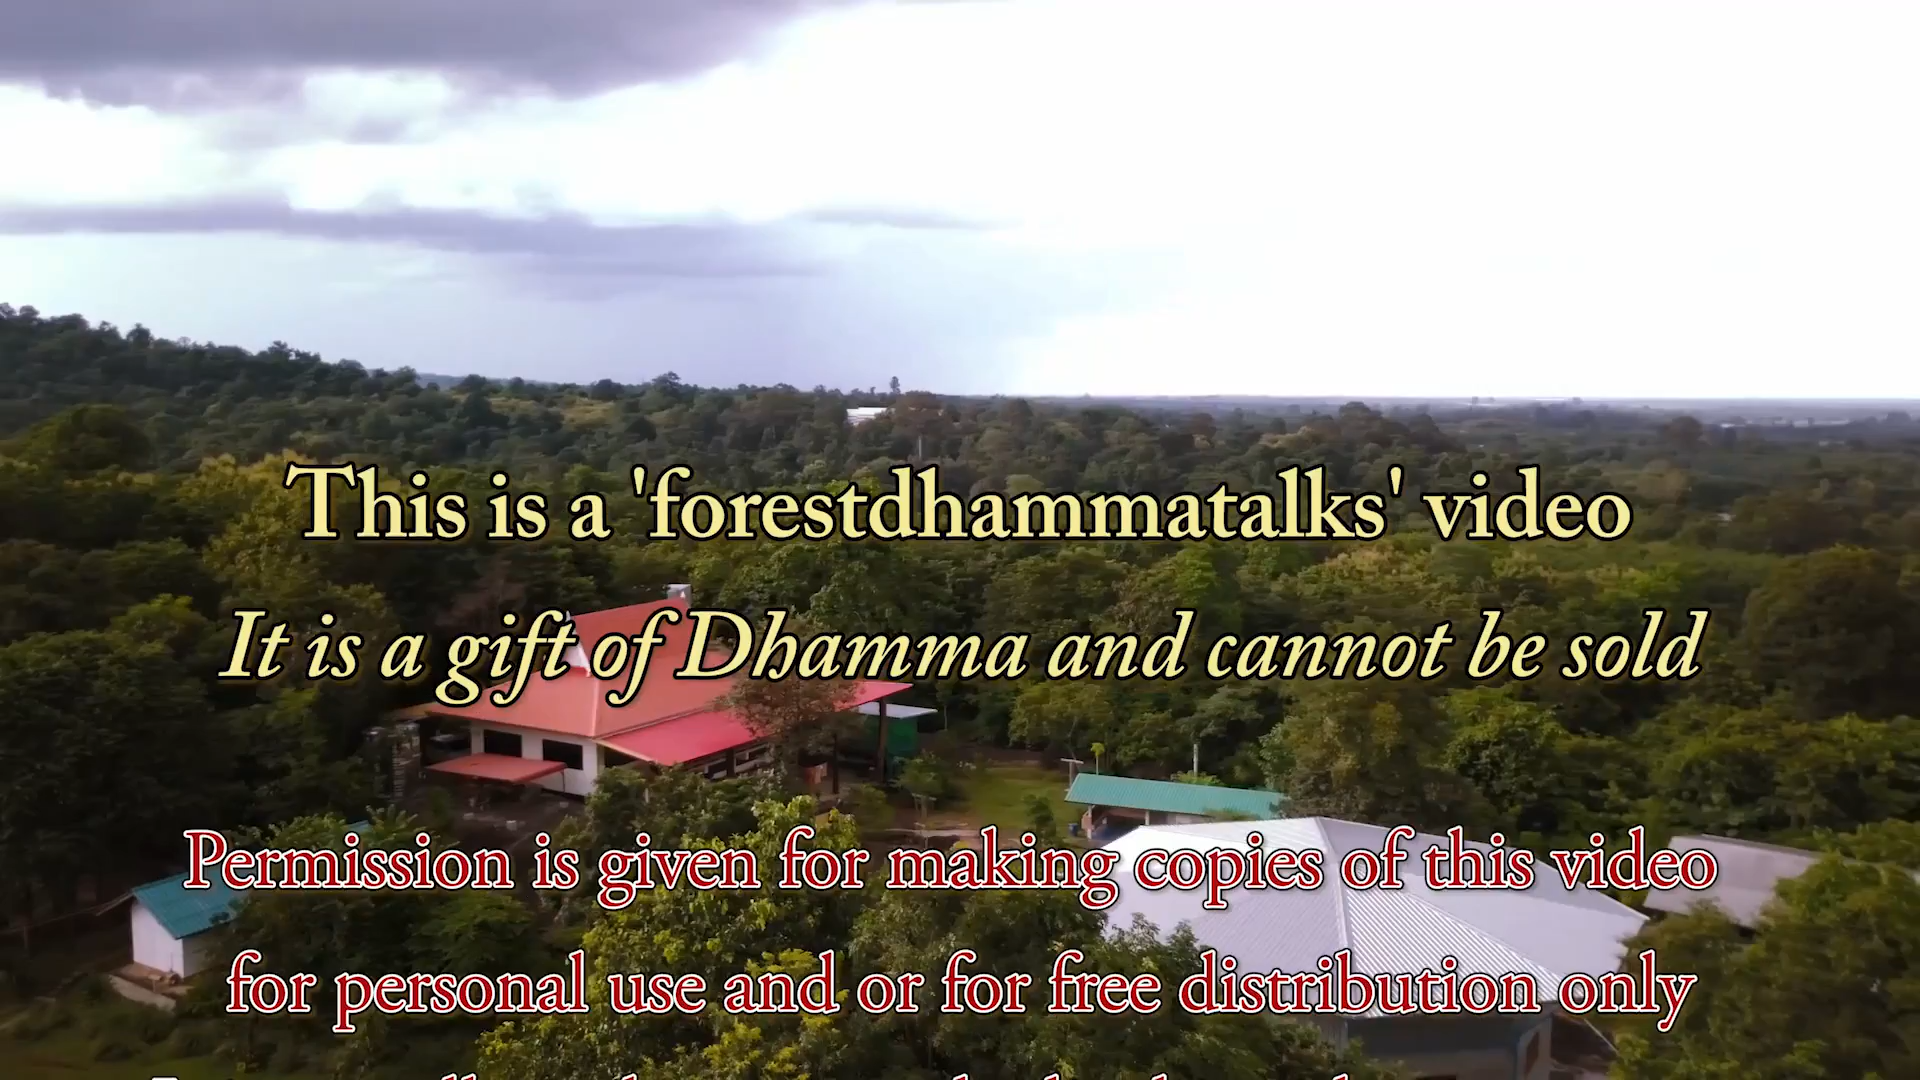 This is a 'forestdhammatalks' video
It is a gift of Dhamma and cannot be sold
Permission is given for making copies of this video
for personal use and or for free distribution only